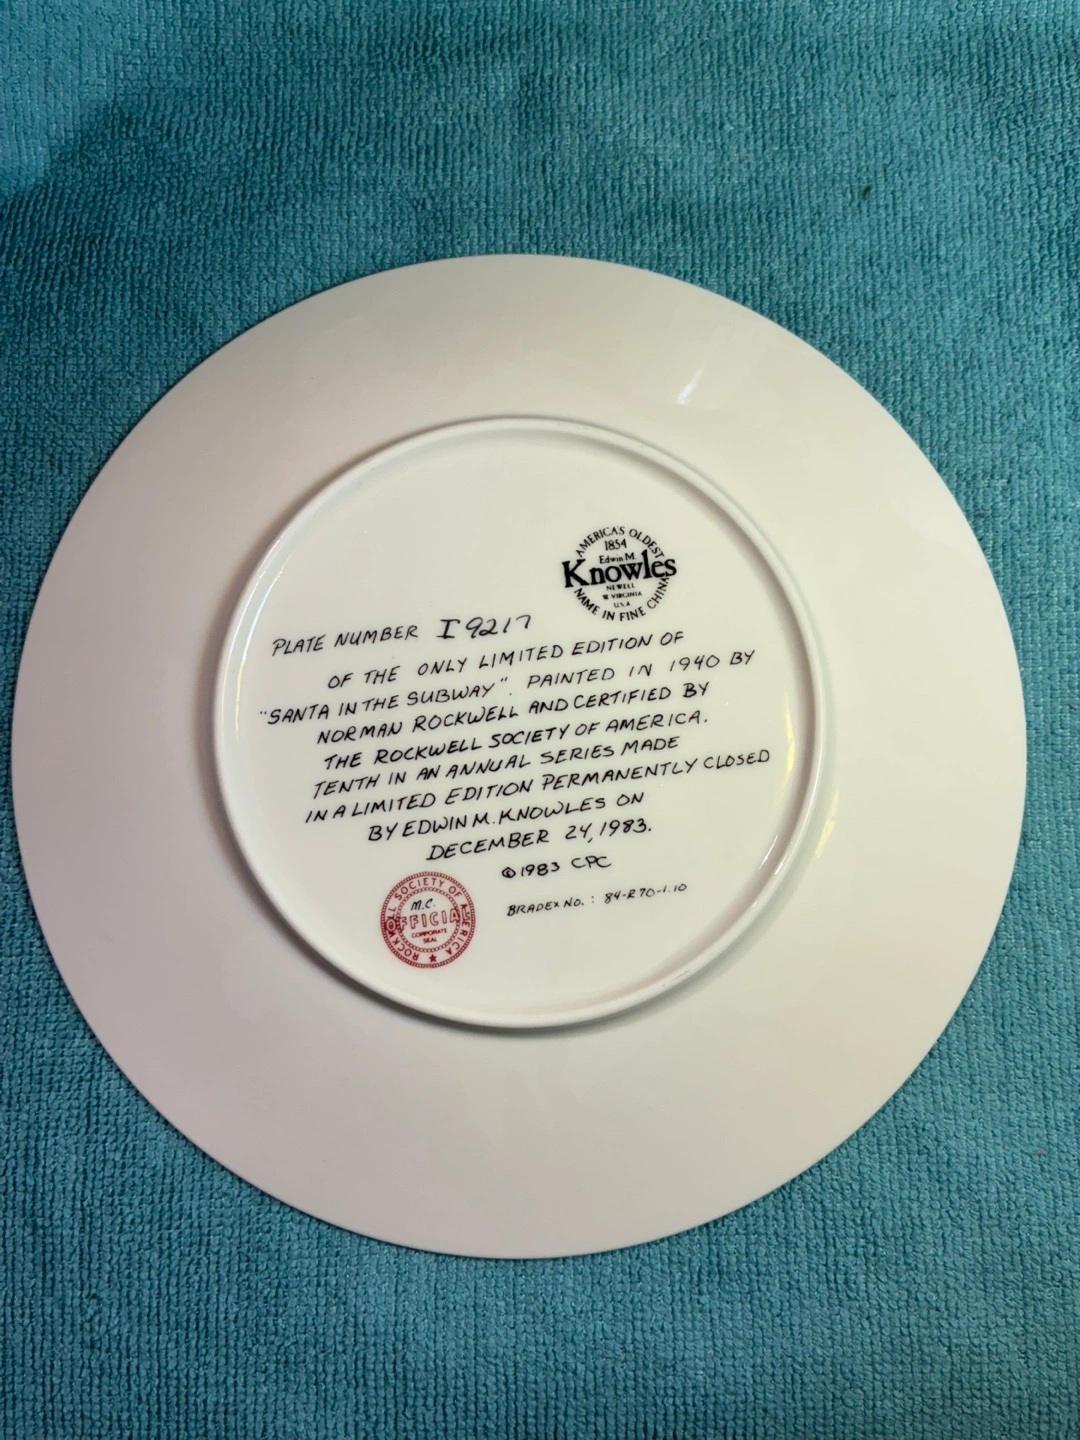 AMERICA'S OLDEST
1854
Edwin M.
Knowles
NEWELL
W VIRGINIA
U.S.A
NAME IN FINE CHINA
PLATE NUMBER I9217
OF THE ONLY LIMITED EDITION OF
"SANTA IN THE SUBWAY". PAINTED IN 1940 BY
NORMAN ROCKWELL AND CERTIFIED BY
THE ROCKWELL SOCIETY OF AMERICA.
TENTH IN AN ANNUAL SERIES MADE
IN A LIMITED EDITION PERMANENTLY CLOSED
BY EDWIN M. KNOWLES ON
DECEMBER 24, 1983.
©1983 CPC
BRADEX NO.: 84-R70-1.10
ROCKWELL SOCIETY OF AMERICA
M.C.
OFFICIAL
CORPORATE
SEAL